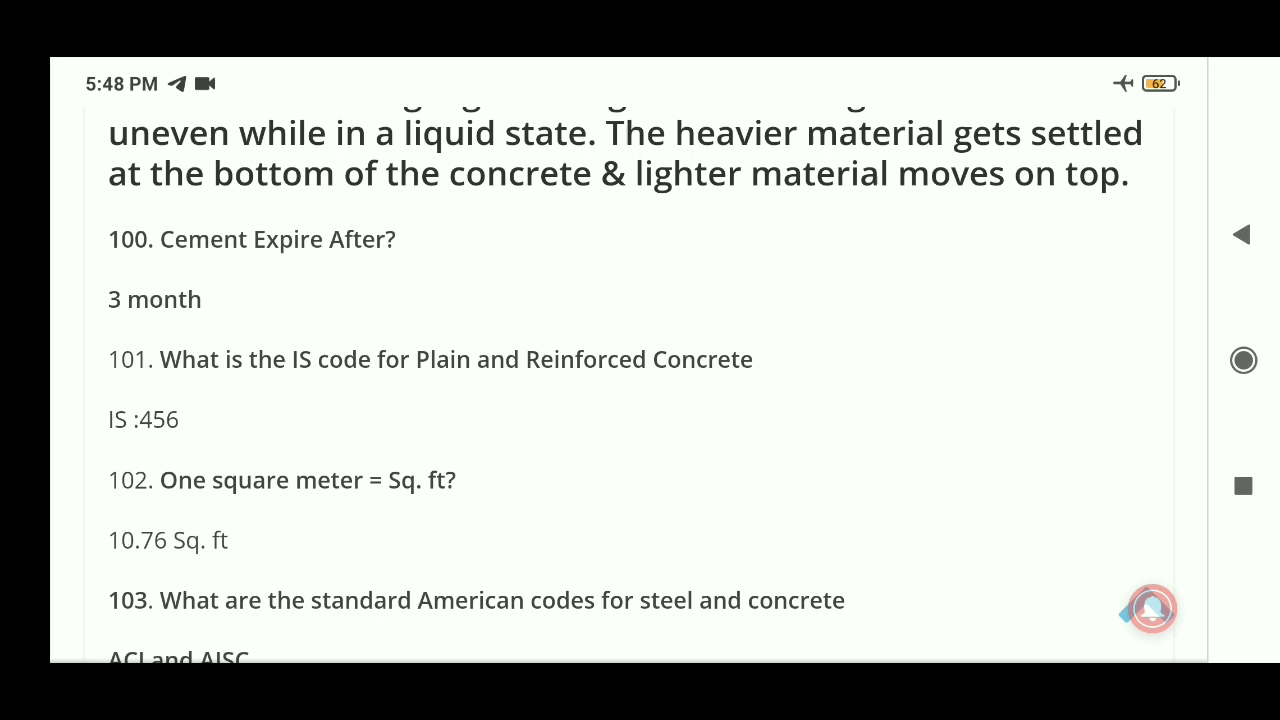 5:48 PM
62
uneven while in a liquid state. The heavier material gets settled
at the bottom of the concrete & lighter material moves on top.
100. Cement Expire After?
3 month
101. What is the IS code for Plain and Reinforced Concrete
IS :456
102. One square meter = Sq. ft?
10.76 Sq. ft
103. What are the standard American codes for steel and concrete
ACI and AISC